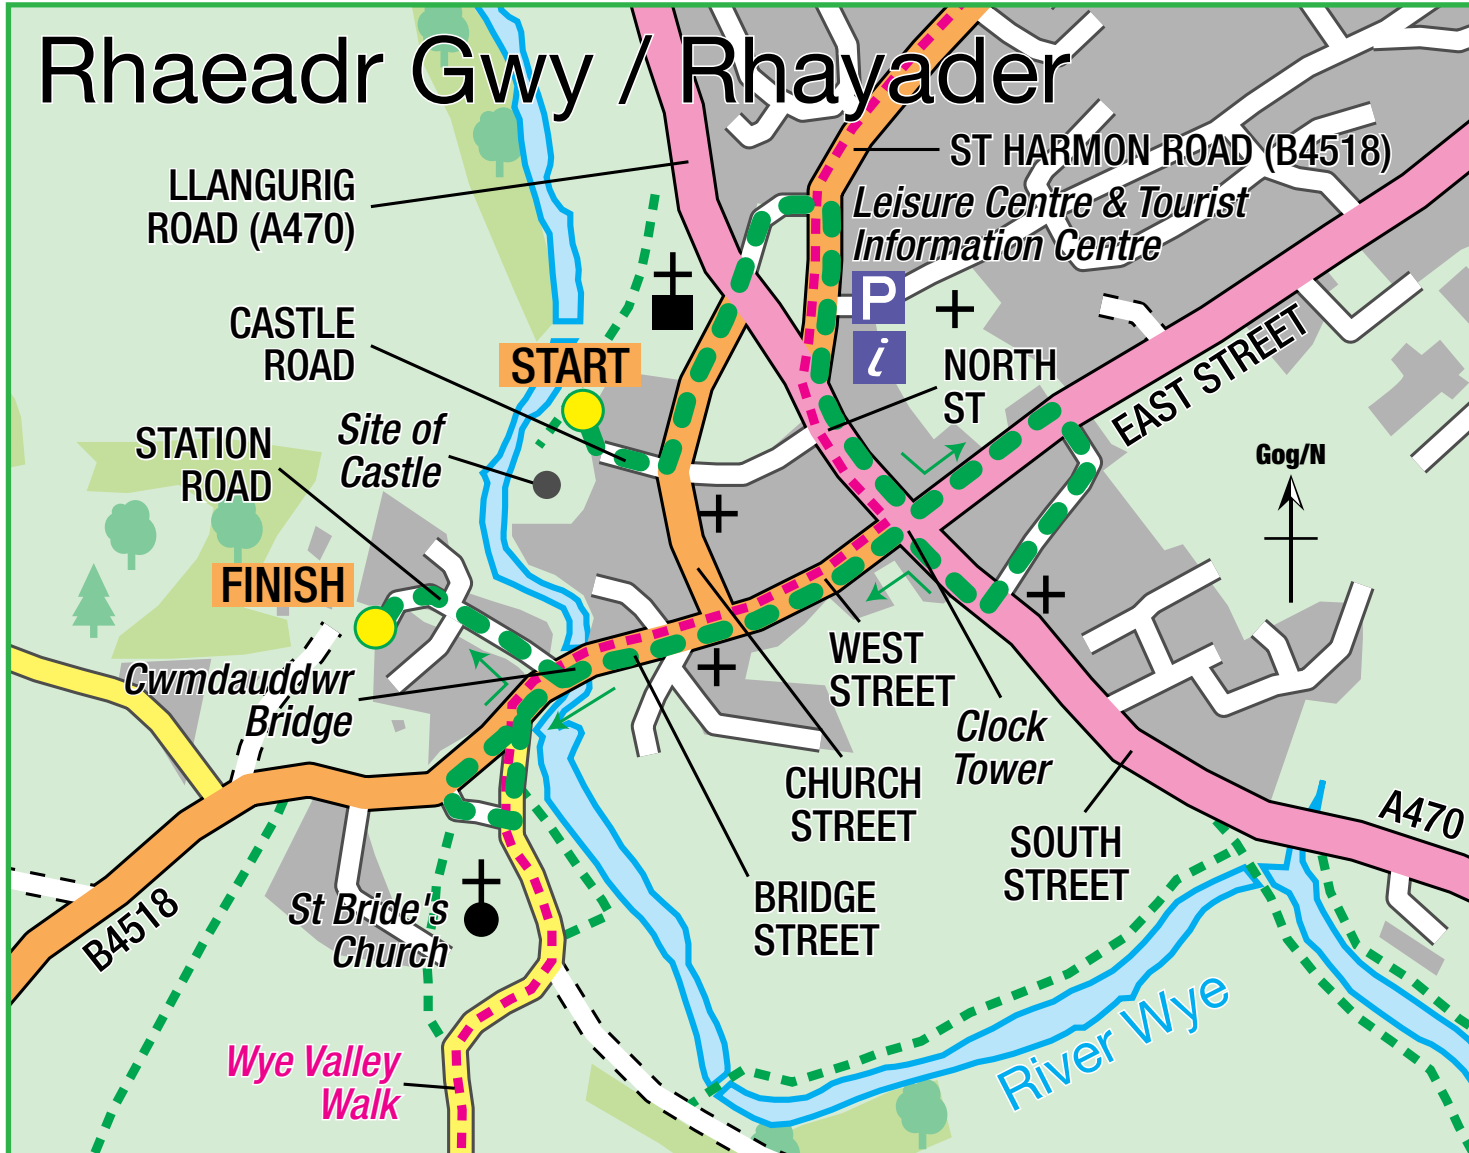 Rhaeadr Gwy / Rhayader
ST HARMON ROAD (B4518)
LLANGURIG
ROAD (A470)
Leisure Centre & Tourist
Information Centre
P
i
CASTLE
ROAD
START
NORTH
ST
EAST STREET
Site of
Castle
STATION
ROAD
Gog/N
FINISH
Cwmdauddwr
Bridge
WEST
STREET
Clock
Tower
CHURCH
STREET
SOUTH
STREET
A470
BRIDGE
STREET
St Bride's
Church
B4518
River Wye
Wye Valley
Walk